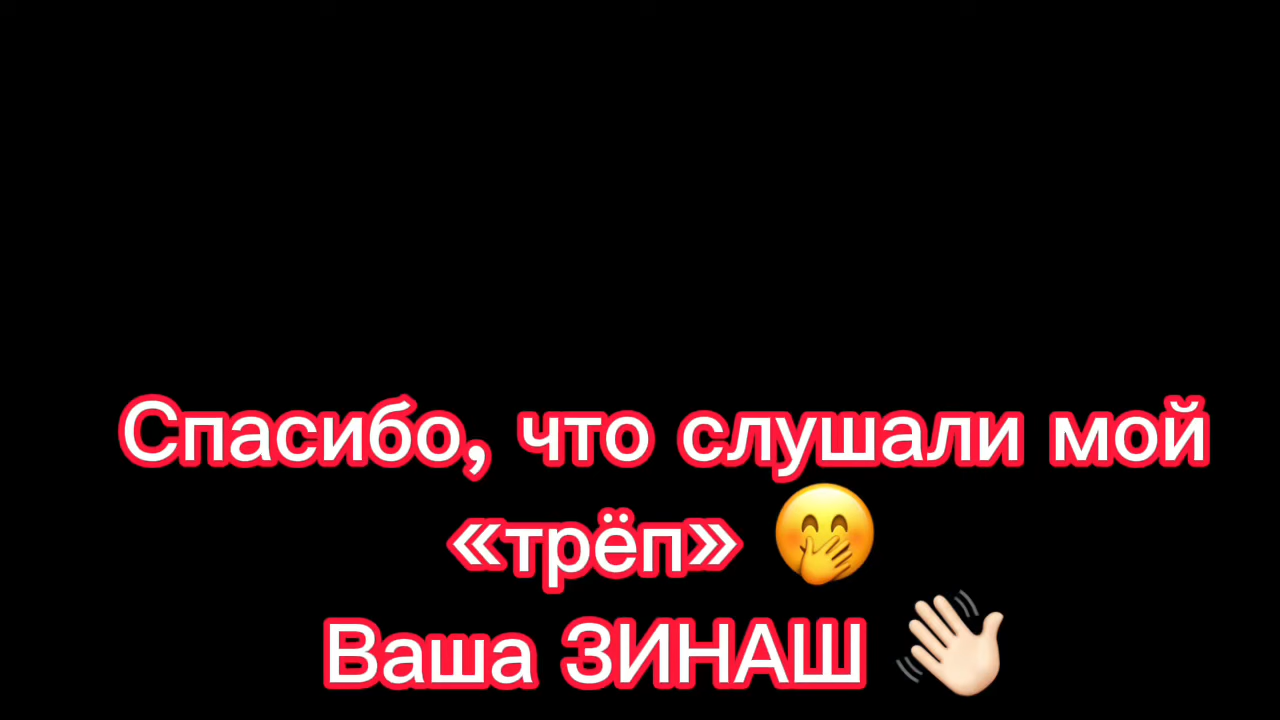 Спасибо, что слушали мой
«трёп» 🤭
Ваша ЗИНАШ 👋🏻